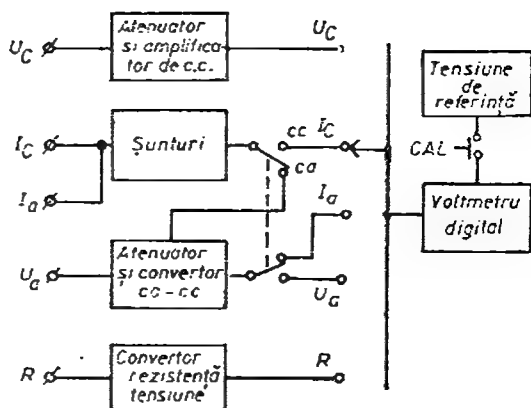 U_C
Atenuator
și amplifica
tor de c.c.
U_C
Tensiune
de
referință
I_C
Șunturi
cc
I_C
CAL
ca
I_a
I_a
Voltmetru
digital
U_a
Atenuator
și convertor
ca – cc
U_a
R
Convertor
rezistență
tensiune
R